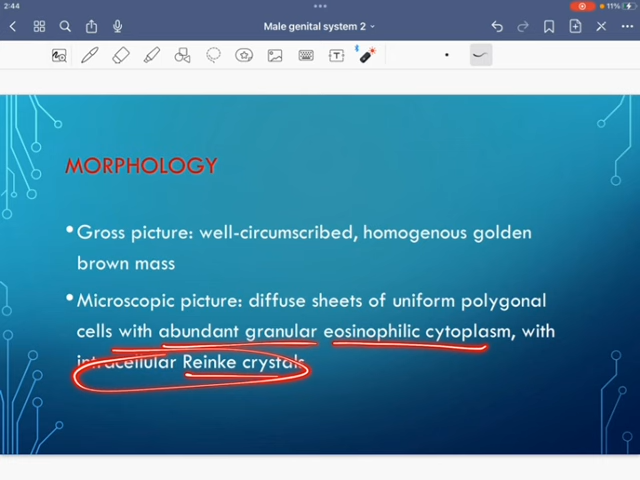 2:44
11%
Male genital system 2
MORPHOLOGY
• Gross picture: well-circumscribed, homogenous golden
brown mass
• Microscopic picture: diffuse sheets of uniform polygonal
cells with abundant granular eosinophilic cytoplasm, with
intracellular Reinke crystals